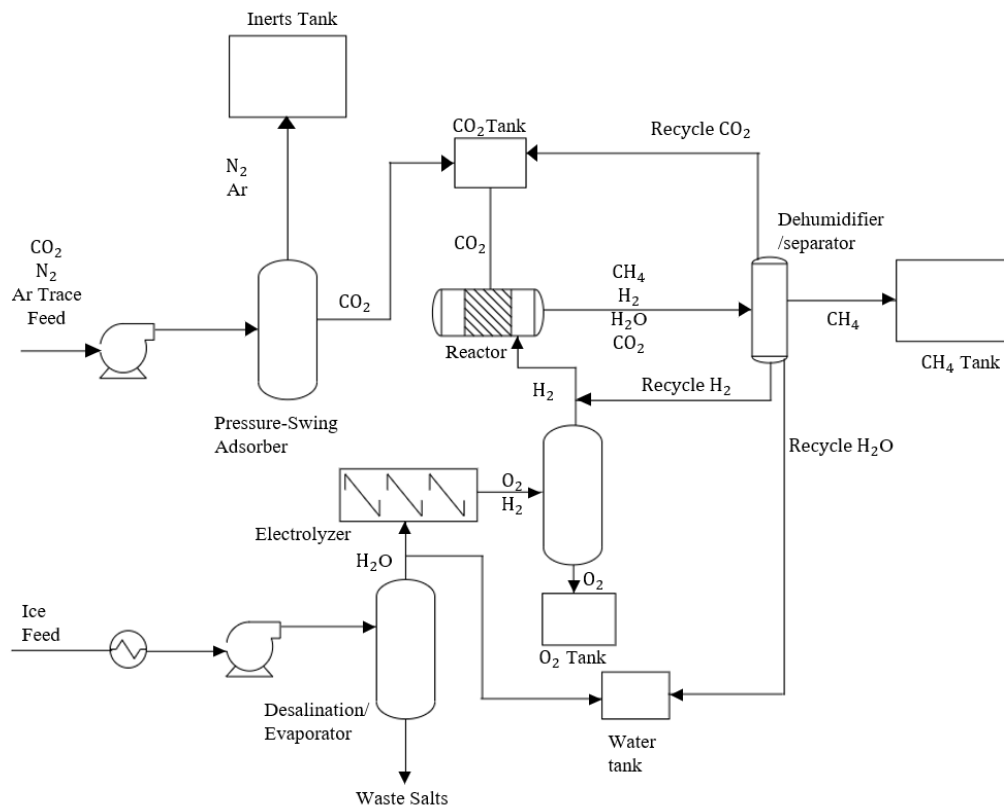 Inerts Tank
N₂
Ar
CO₂ Tank
Recycle CO₂
Dehumidifier
/separator
CO₂
N₂
Ar Trace
Feed
CO₂
CO₂
CH₄
H₂
H₂O
CO₂
CH₄
CH₄ Tank
Reactor
H₂
Recycle H₂
Pressure-Swing
Adsorber
Recycle H₂O
O₂
H₂
Electrolyzer
H₂O
O₂
O₂ Tank
Ice
Feed
Desalination/
Evaporator
Water
tank
Waste Salts